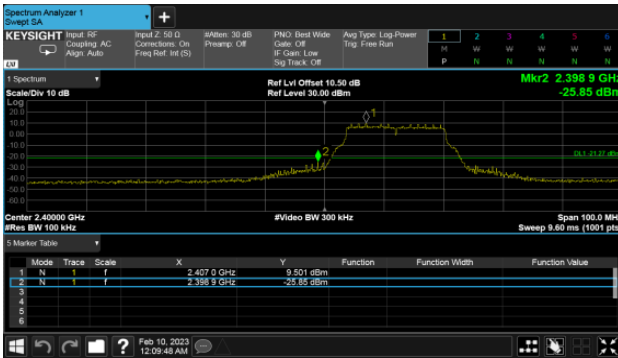 Spectrum Analyzer 1
Swept SA
KEYSIGHT Input: RF Input Z: 50 Ω #Atten: 30 dB PNO: Best Wide Avg Type: Log-Power 1 2 3 4 5 6
Coupling: AC Corrections: On Preamp: Off Gate: Off Trig: Free Run M W W W W W
Align: Auto Freq Ref: Int (S) IF Gain: Low P N N N N N
LXI Sig Track: Off
1 Spectrum Ref Lvl Offset 10.50 dB Mkr2 2.398 9 GHz
Scale/Div 10 dB Ref Level 30.00 dBm -25.85 dBm
Log
20.0
10.0
0.00
-10.0
-20.0
-30.0
-40.0
-50.0
-60.0
1
2
DL1 -21.27 dBm
Center 2.40000 GHz #Video BW 300 kHz Span 100.0 MHz
#Res BW 100 kHz Sweep 9.60 ms (1001 pts)
5 Marker Table
Mode Trace Scale X Y Function Function Width Function Value
1 N 1 f 2.407 0 GHz 9.501 dBm
2 N 1 f 2.398 9 GHz -25.85 dBm
3
4
5
6
? Feb 10, 2023
12:09:48 AM